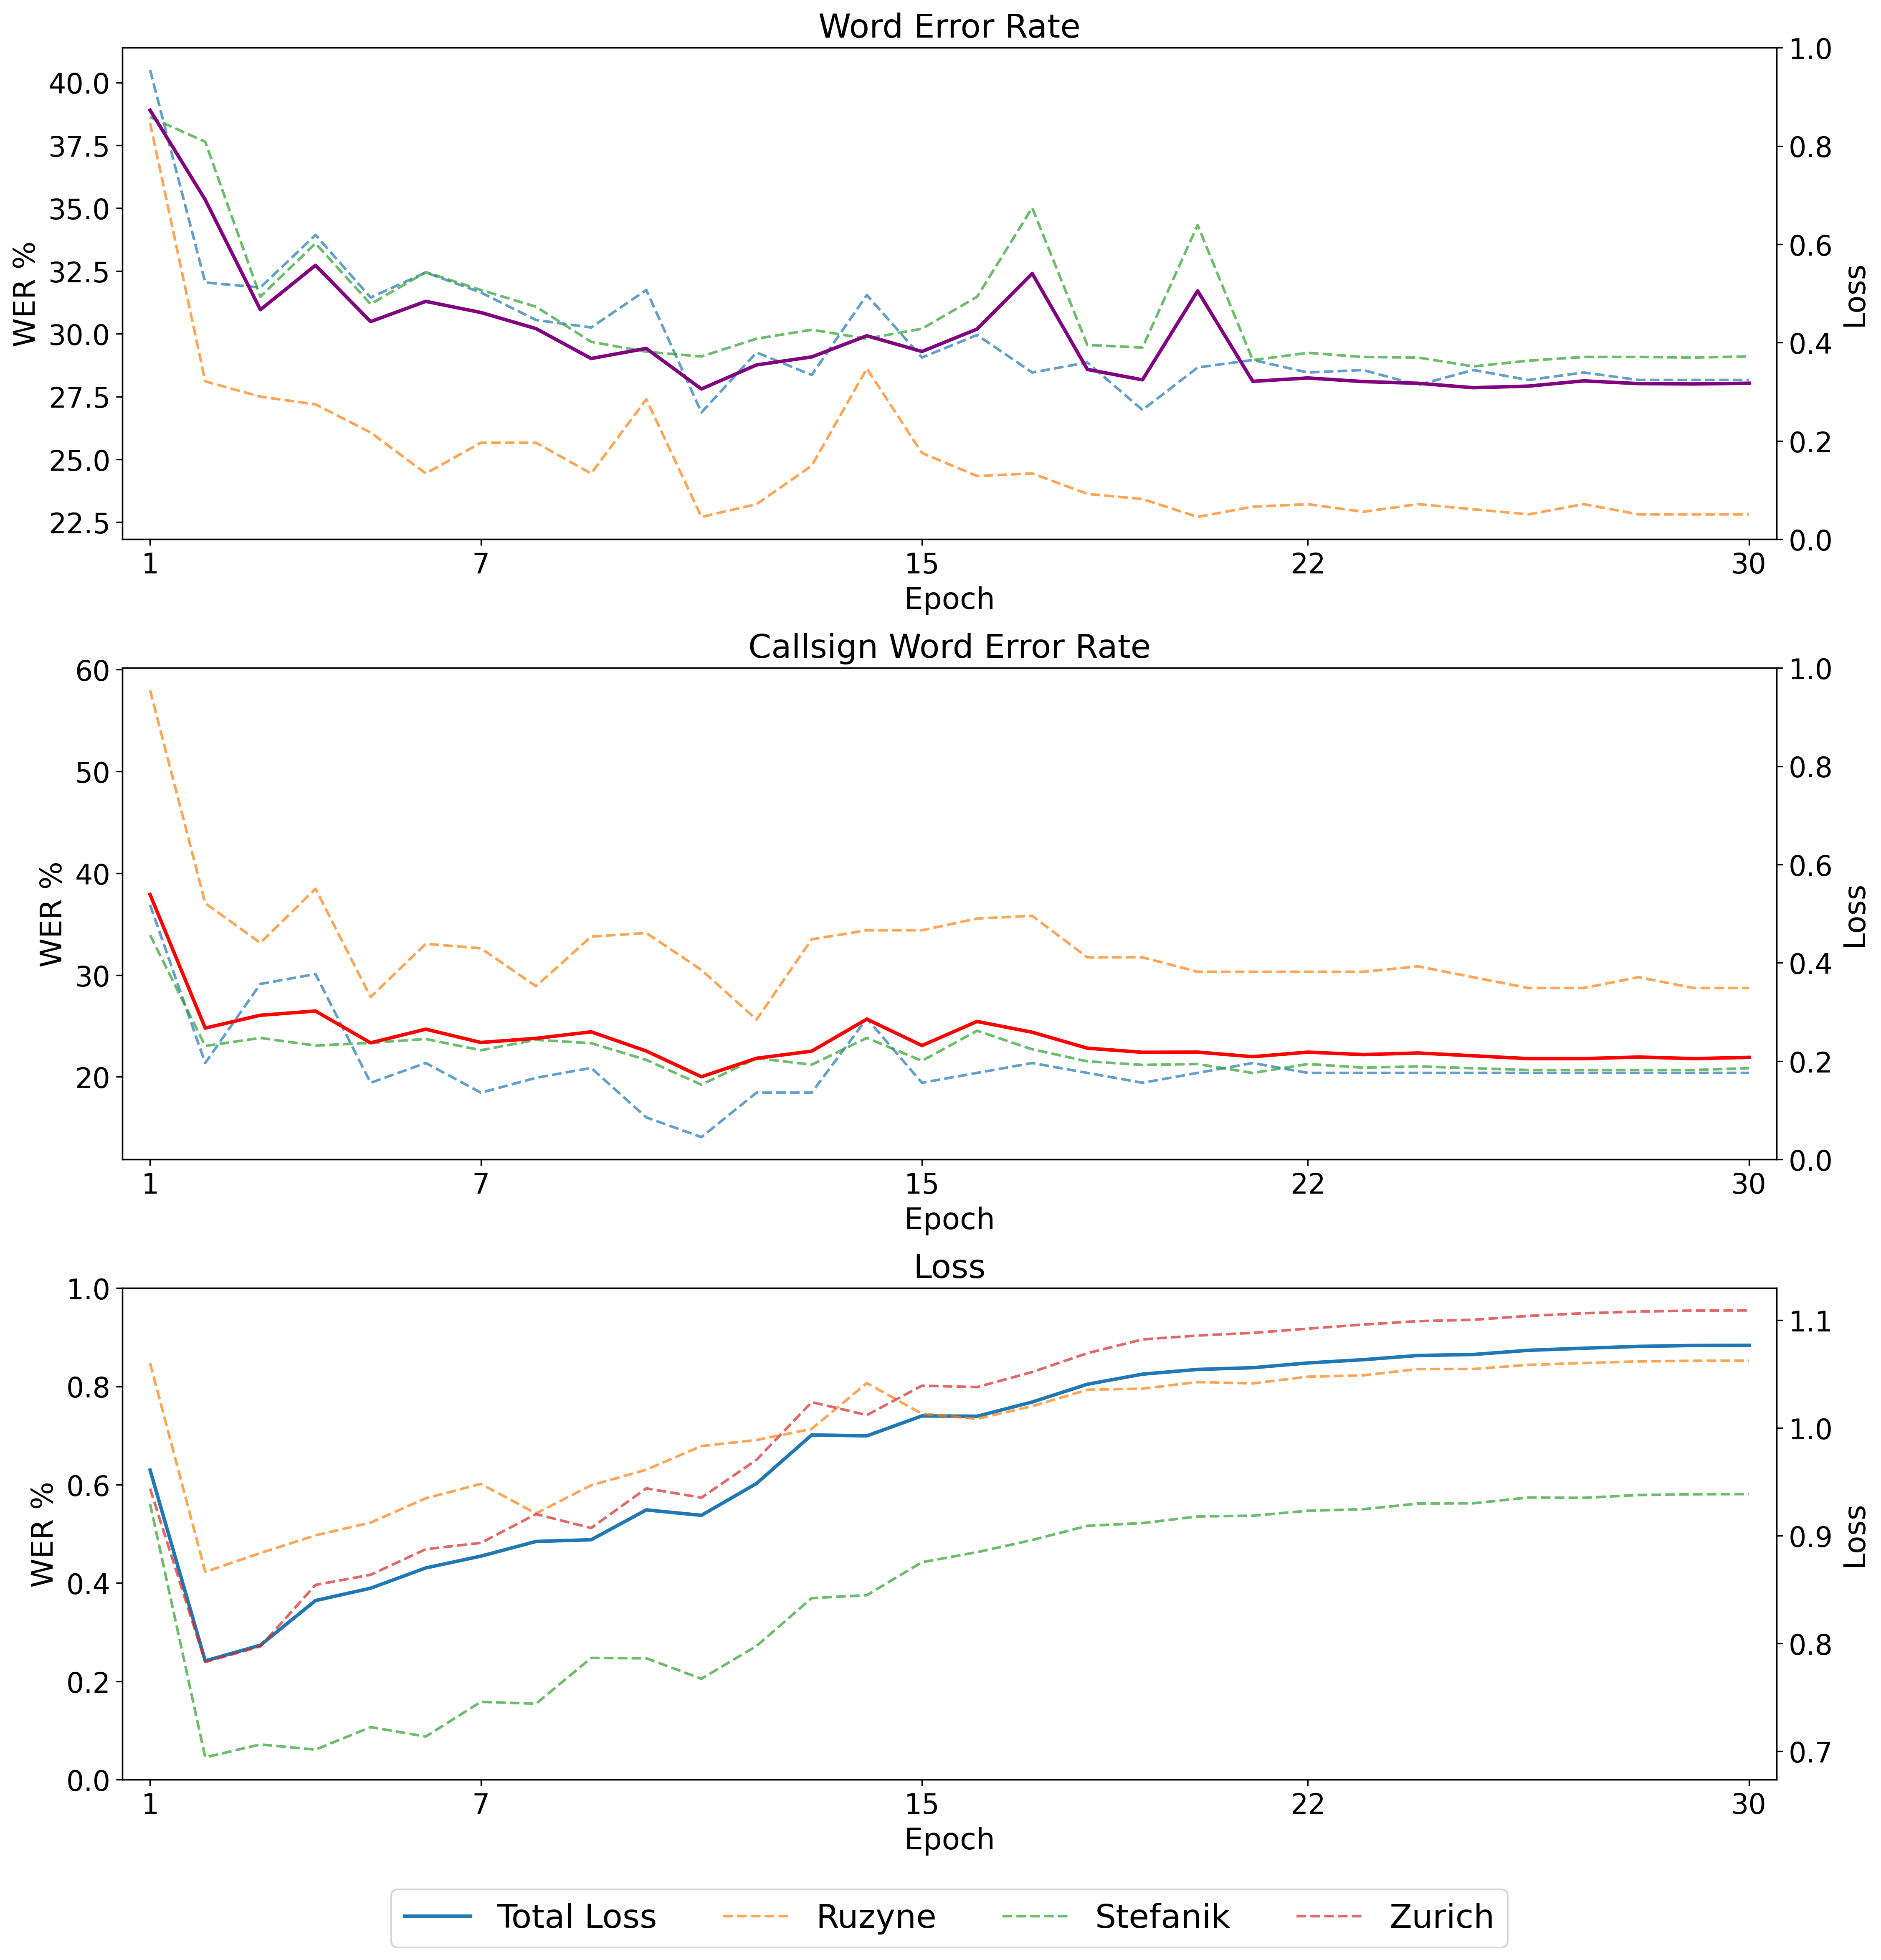 Word Error Rate
40.0
37.5
35.0
32.5
30.0
27.5
25.0
22.5
WER %
1.0
0.8
0.6
0.4
0.2
0.0
Loss
1 7 15 22 30
Epoch
Callsign Word Error Rate
60
50
40
30
20
WER %
1.0
0.8
0.6
0.4
0.2
0.0
Loss
1 7 15 22 30
Epoch
Loss
1.0
0.8
0.6
0.4
0.2
0.0
WER %
1.1
1.0
0.9
0.8
0.7
Loss
1 7 15 22 30
Epoch
Total Loss Ruzyne Stefanik Zurich